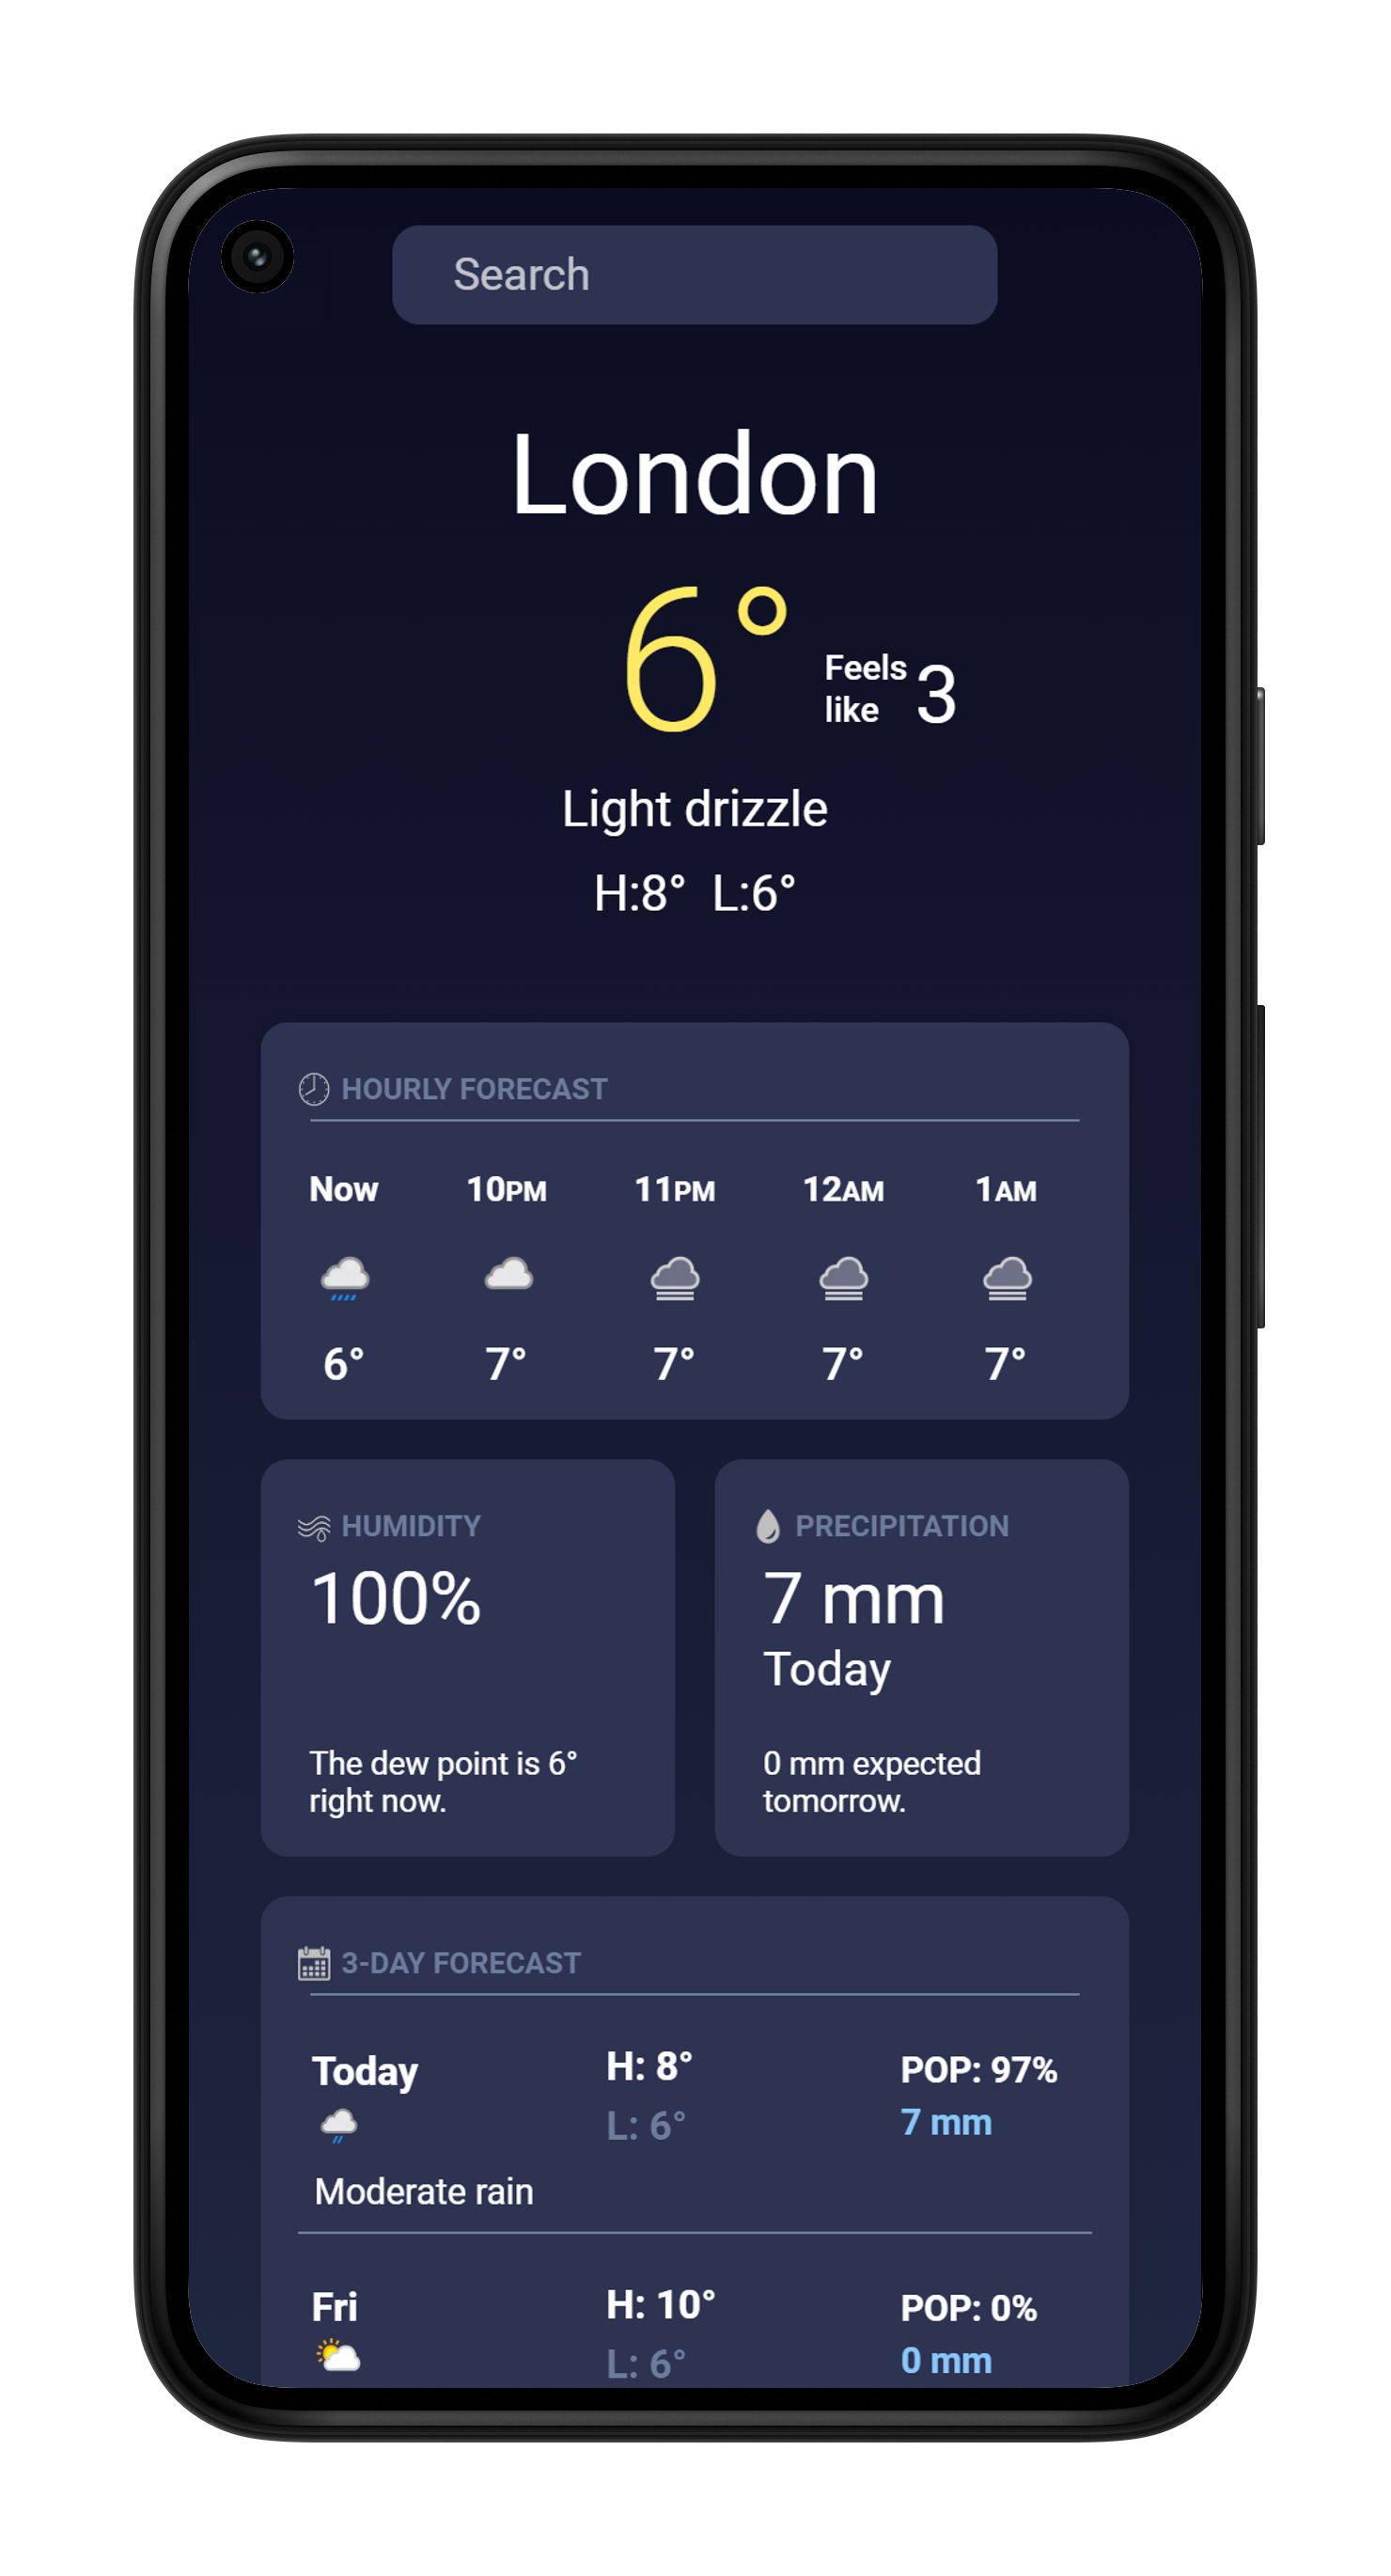 Search
London
6°
Feels like 3
Light drizzle
H:8° L:6°
HOURLY FORECAST
Now 10PM 11PM 12AM 1AM
6° 7° 7° 7° 7°
HUMIDITY
100%
The dew point is 6°
right now.
PRECIPITATION
7 mm
Today
0 mm expected
tomorrow.
3-DAY FORECAST
Today H: 8° POP: 97%
L: 6° 7 mm
Moderate rain
Fri H: 10° POP: 0%
L: 6° 0 mm